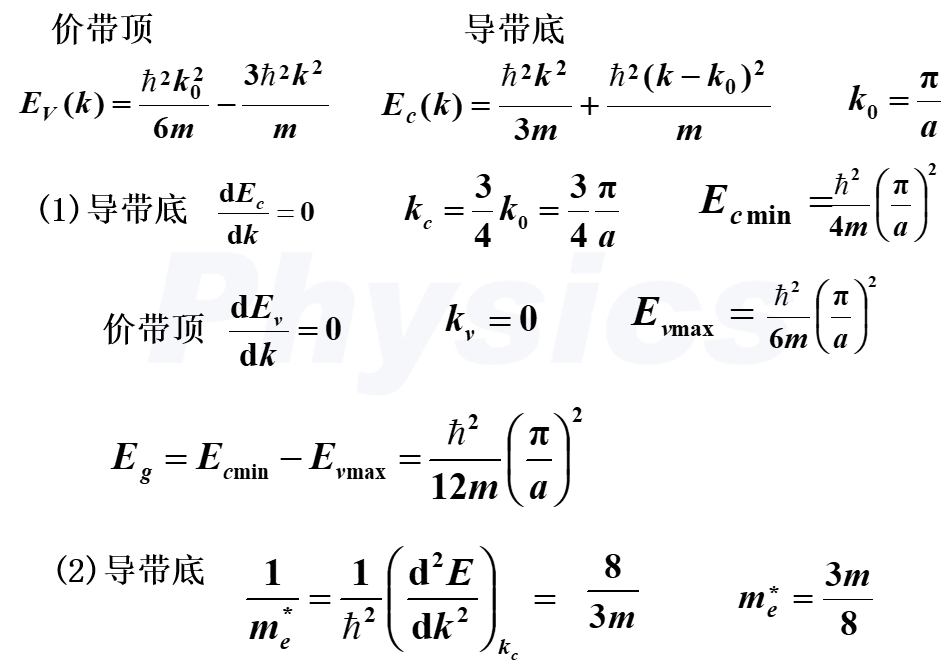 价带顶 导带底
E_V(k) = ħ²k₀²/6m − 3ħ²k²/m E_c(k) = ħ²k²/3m + ħ²(k − k₀)²/m k₀ = π/a
(1)导带底 dE_c/dk = 0 k_c = 3/4 k₀ = 3/4 π/a E_cmin = ħ²/4m (π/a)²
价带顶 dE_v/dk = 0 k_v = 0 E_vmax = ħ²/6m (π/a)²
Physics
E_g = E_cmin − E_vmax = ħ²/12m (π/a)²
(2)导带底 1/m_e* = 1/ħ² (d²E/dk²)_k_c = 8/3m m_e* = 3m/8